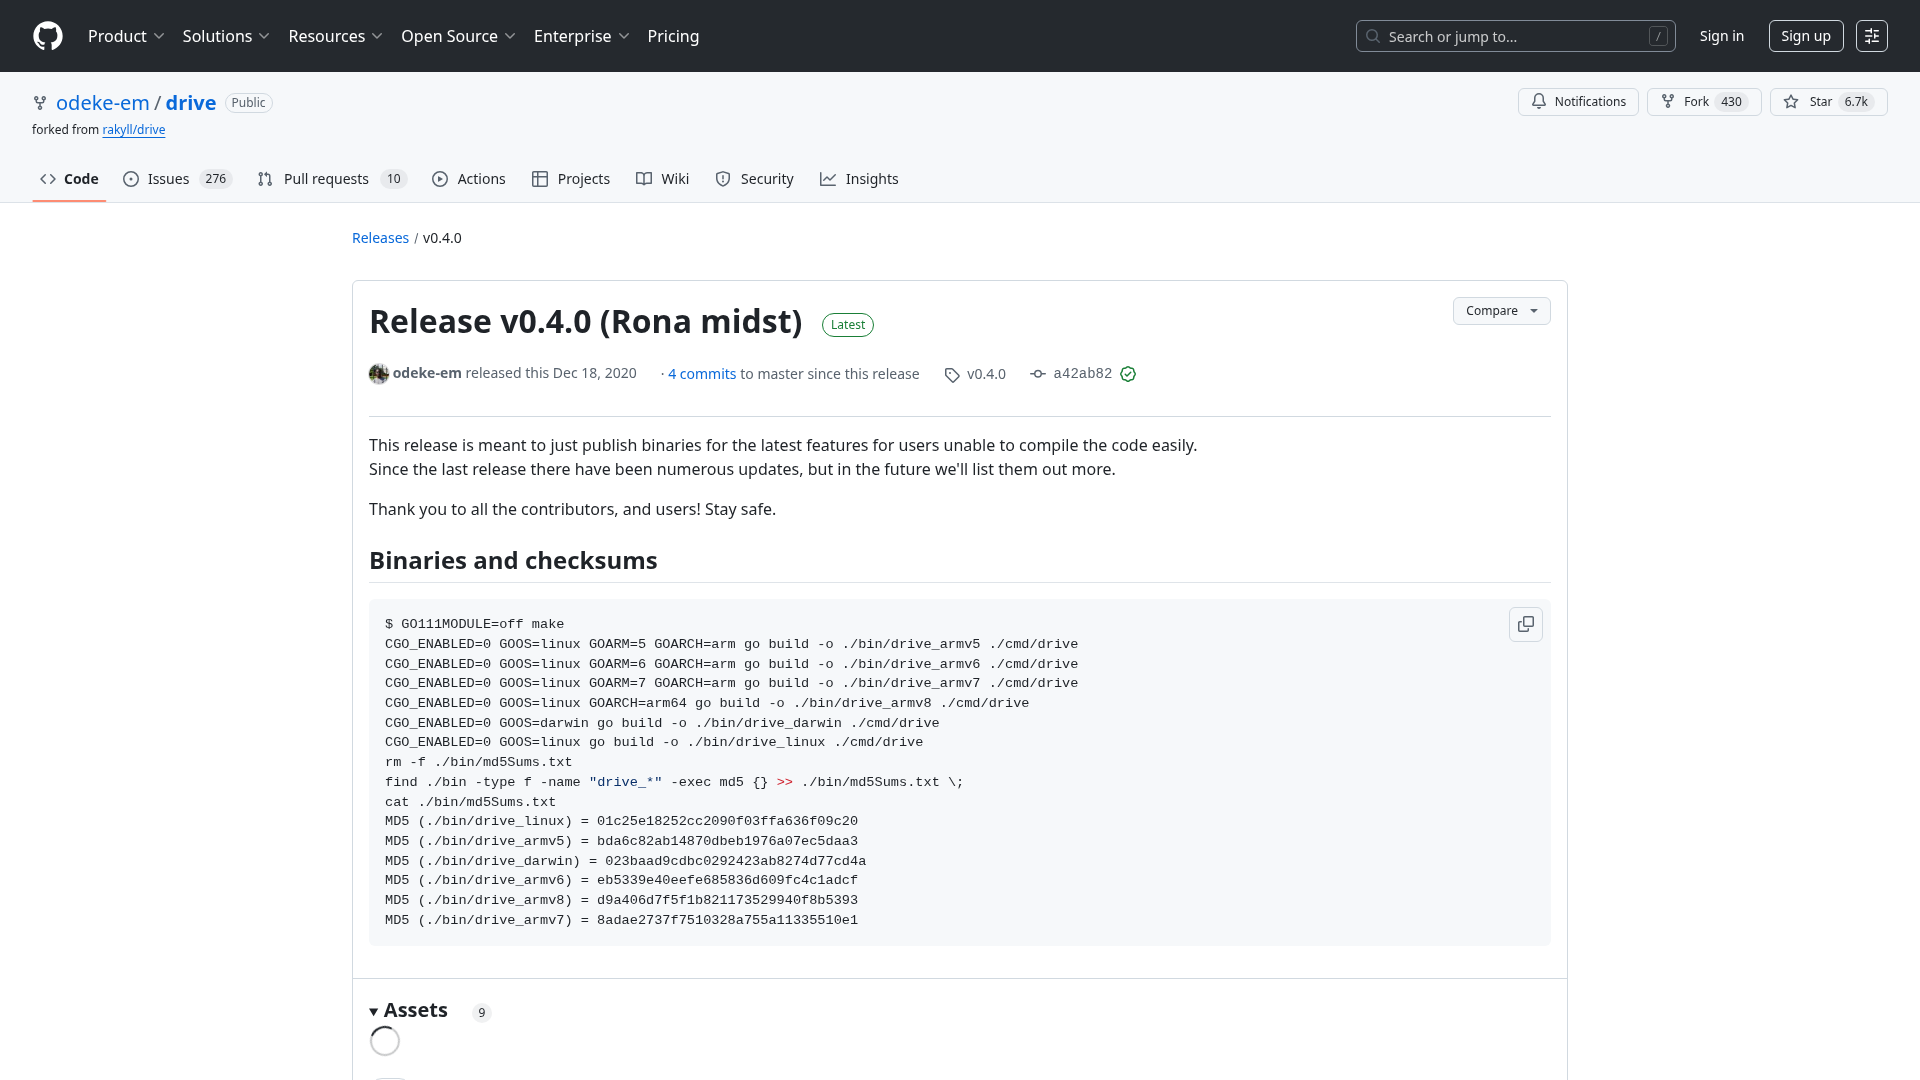 Product
Solutions
Resources
Open Source
Enterprise
Pricing
Search or jump to...
/
Sign in
Sign up
odeke-em / drive
Public
Notifications
Fork 430
Star 6.7k
forked from rakyll/drive
Code
Issues 276
Pull requests 10
Actions
Projects
Wiki
Security
Insights
Releases / v0.4.0
Release v0.4.0 (Rona midst)
Latest
Compare
odeke-em released this Dec 18, 2020
· 4 commits to master since this release
v0.4.0
a42ab82
This release is meant to just publish binaries for the latest features for users unable to compile the code easily.
Since the last release there have been numerous updates, but in the future we'll list them out more.
Thank you to all the contributors, and users! Stay safe.
Binaries and checksums
$ GO111MODULE=off make
CGO_ENABLED=0 GOOS=linux GOARM=5 GOARCH=arm go build -o ./bin/drive_armv5 ./cmd/drive
CGO_ENABLED=0 GOOS=linux GOARM=6 GOARCH=arm go build -o ./bin/drive_armv6 ./cmd/drive
CGO_ENABLED=0 GOOS=linux GOARM=7 GOARCH=arm go build -o ./bin/drive_armv7 ./cmd/drive
CGO_ENABLED=0 GOOS=linux GOARCH=arm64 go build -o ./bin/drive_armv8 ./cmd/drive
CGO_ENABLED=0 GOOS=darwin go build -o ./bin/drive_darwin ./cmd/drive
CGO_ENABLED=0 GOOS=linux go build -o ./bin/drive_linux ./cmd/drive
rm -f ./bin/md5Sums.txt
find ./bin -type f -name "drive_*" -exec md5 {} >> ./bin/md5Sums.txt \;
cat ./bin/md5Sums.txt
MD5 (./bin/drive_linux) = 01c25e18252cc2090f03ffa636f09c20
MD5 (./bin/drive_armv5) = bda6c82ab14870dbeb1976a07ec5daa3
MD5 (./bin/drive_darwin) = 023baad9cdbc0292423ab8274d77cd4a
MD5 (./bin/drive_armv6) = eb5339e40eefe685836d609fc4c1adcf
MD5 (./bin/drive_armv8) = d9a406d7f5f1b821173529940f8b5393
MD5 (./bin/drive_armv7) = 8adae2737f7510328a755a11335510e1
Assets 9